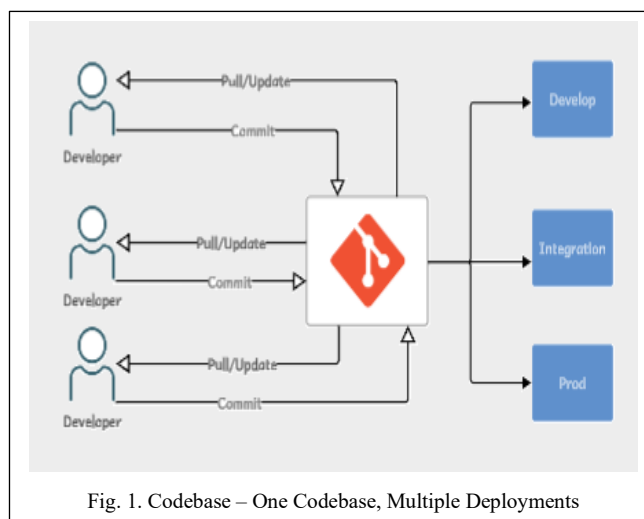 Pull/Update
Develop
Commit
Developer
Pull/Update
Integration
Commit
Pull/Update
Prod
Commit
Developer
Fig. 1. Codebase – One Codebase, Multiple Deployments